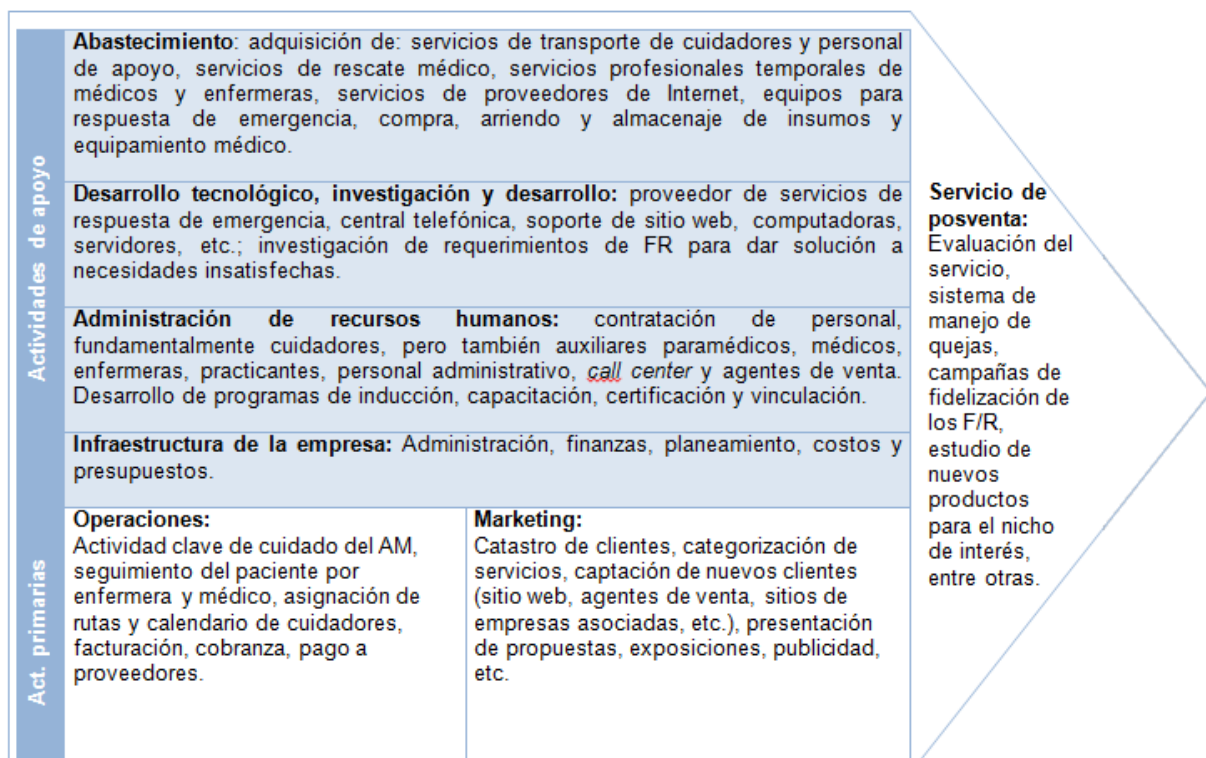 Actividades de apoyo
Abastecimiento: adquisición de: servicios de transporte de cuidadores y personal
de apoyo, servicios de rescate médico, servicios profesionales temporales de
médicos y enfermeras, servicios de proveedores de Internet, equipos para
respuesta de emergencia, compra, arriendo y almacenaje de insumos y
equipamiento médico.
Desarrollo tecnológico, investigación y desarrollo: proveedor de servicios de
respuesta de emergencia, central telefónica, soporte de sitio web, computadoras,
servidores, etc.; investigación de requerimientos de FR para dar solución a
necesidades insatisfechas.
Administración de recursos humanos: contratación de personal,
fundamentalmente cuidadores, pero también auxiliares paramédicos, médicos,
enfermeras, practicantes, personal administrativo, call center y agentes de venta.
Desarrollo de programas de inducción, capacitación, certificación y vinculación.
Infraestructura de la empresa: Administración, finanzas, planeamiento, costos y
presupuestos.
Act. primarias
Operaciones:
Actividad clave de cuidado del AM,
seguimiento del paciente por
enfermera y médico, asignación de
rutas y calendario de cuidadores,
facturación, cobranza, pago a
proveedores.
Marketing:
Catastro de clientes, categorización de
servicios, captación de nuevos clientes
(sitio web, agentes de venta, sitios de
empresas asociadas, etc.), presentación
de propuestas, exposiciones, publicidad,
etc.
Servicio de
posventa:
Evaluación del
servicio,
sistema de
manejo de
quejas,
campañas de
fidelización de
los F/R,
estudio de
nuevos
productos
para el nicho
de interés,
entre otras.